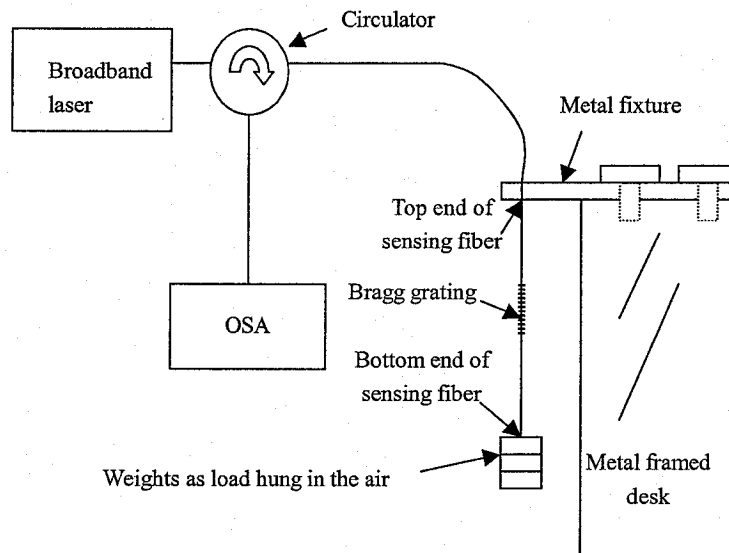 Circulator
Broadband
laser
Metal fixture
Top end of
sensing fiber
Bragg grating
OSA
Bottom end of
sensing fiber
Weights as load hung in the air
Metal framed
desk